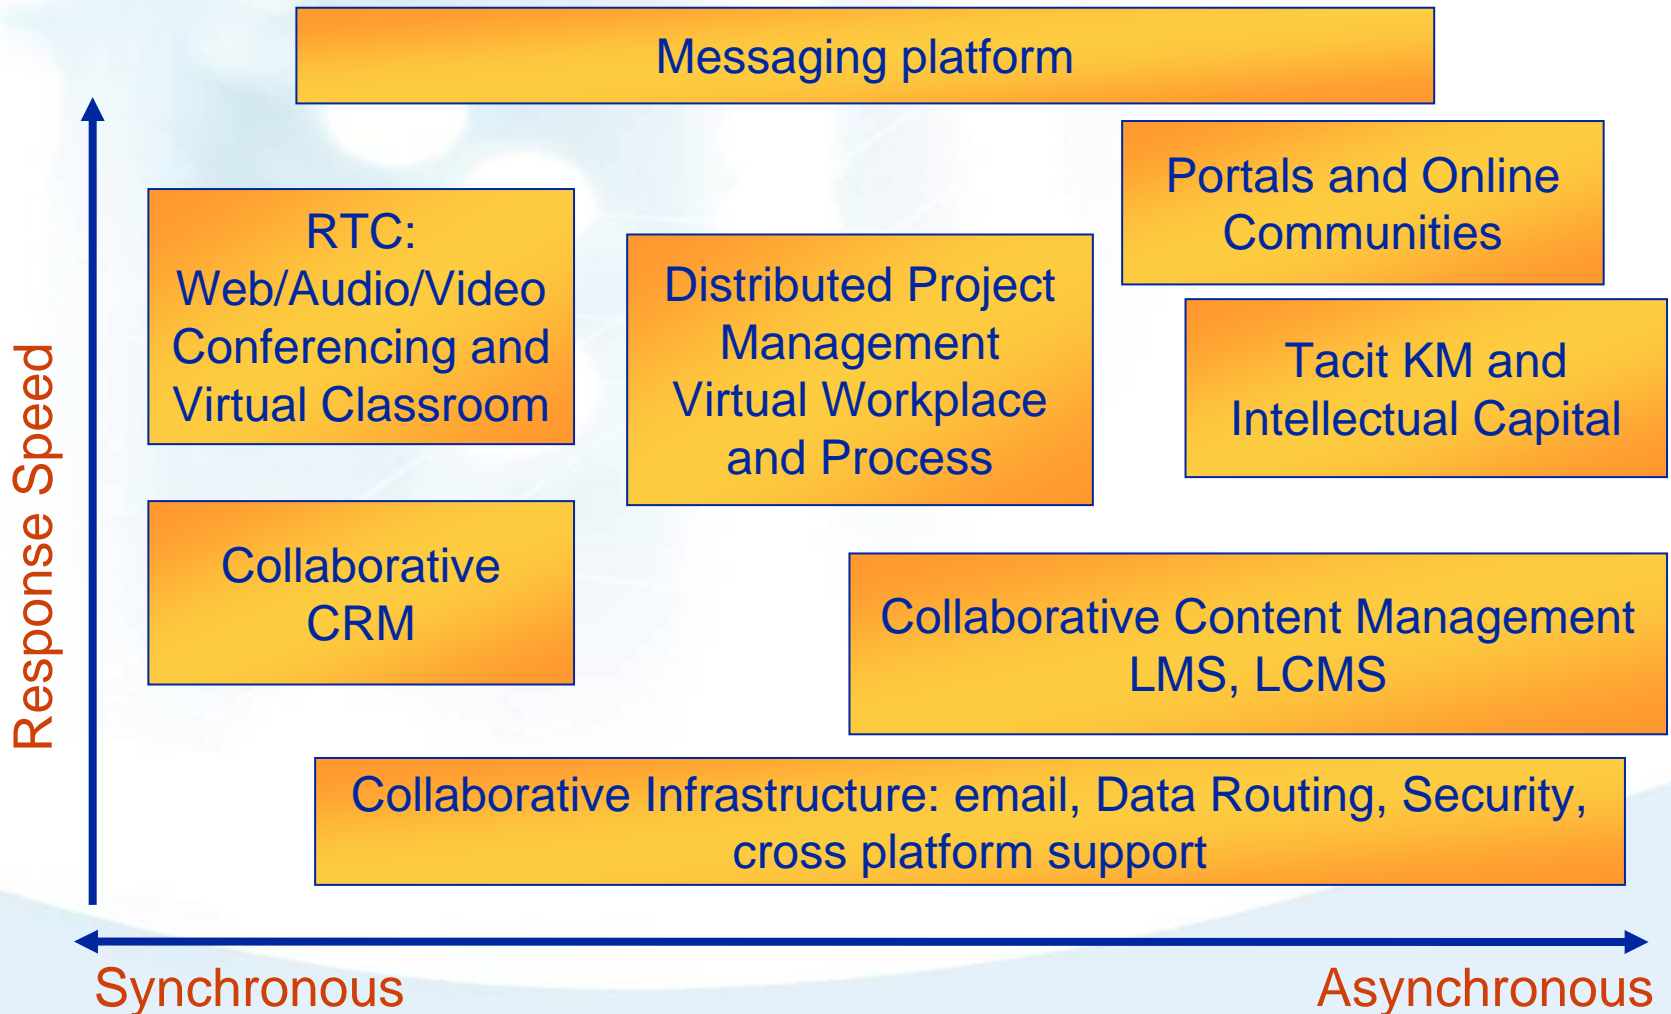 Messaging platform
Portals and Online
Communities
RTC:
Web/Audio/Video
Conferencing and
Virtual Classroom
Distributed Project
Management
Virtual Workplace
and Process
Tacit KM and
Intellectual Capital
Response Speed
Collaborative
CRM
Collaborative Content Management
LMS, LCMS
Collaborative Infrastructure: email, Data Routing, Security,
cross platform support
Synchronous
Asynchronous